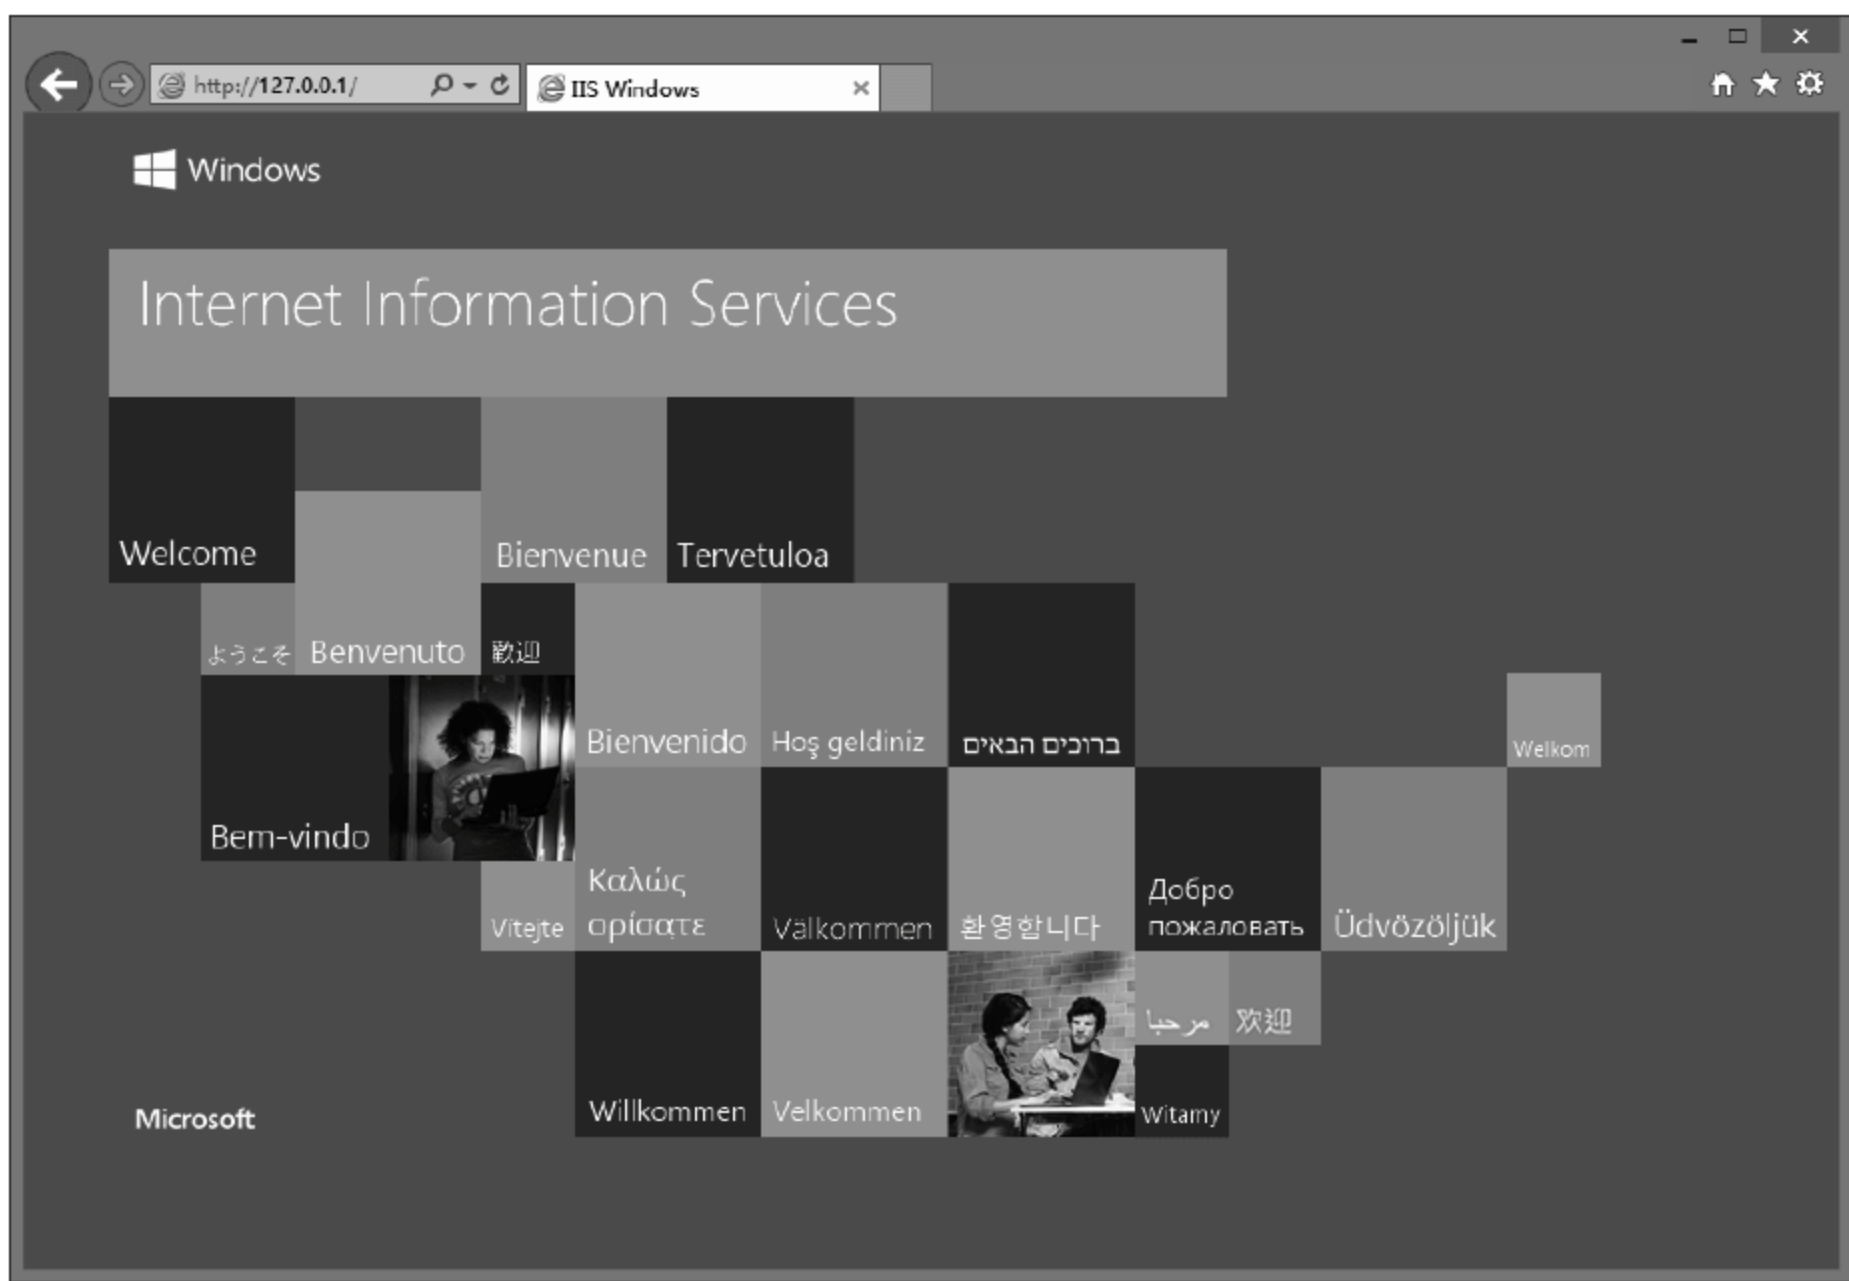 http://127.0.0.1/
IIS Windows
Windows
Internet Information Services
Welcome
Bienvenue
Tervetuloa
ようこそ
Benvenuto
歡迎
Bienvenido
Hoş geldiniz
ברוכים הבאים
Welkom
Bem-vindo
Vítejte
Καλώς
ορίσατε
Välkommen
환영합니다
Добро
пожаловать
Üdvözöljük
Willkommen
Velkommen
مرحبا
欢迎
Witamy
Microsoft